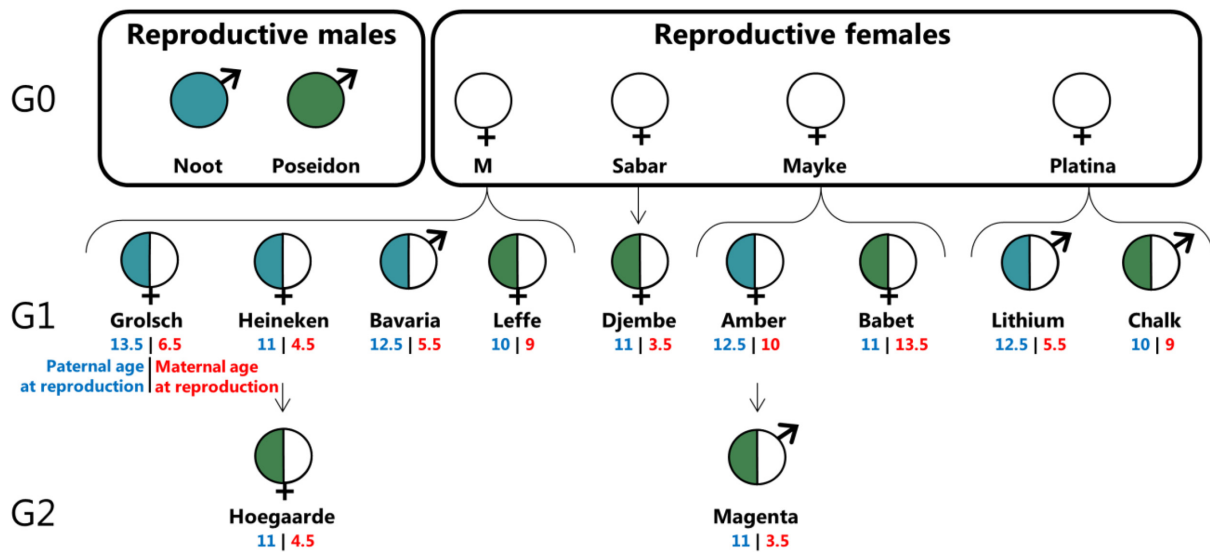 Reproductive males Reproductive females
G0
Noot Poseidon M Sabar Mayke Platina
G1
Grolsch Heineken Bavaria Leffe Djembe Amber Babet Lithium Chalk
13.5 | 6.5 11 | 4.5 12.5 | 5.5 10 | 9 11 | 3.5 12.5 | 10 11 | 13.5 12.5 | 5.5 10 | 9
Paternal age | Maternal age
at reproduction | at reproduction
G2
Hoegaarde Magenta
11 | 4.5 11 | 3.5